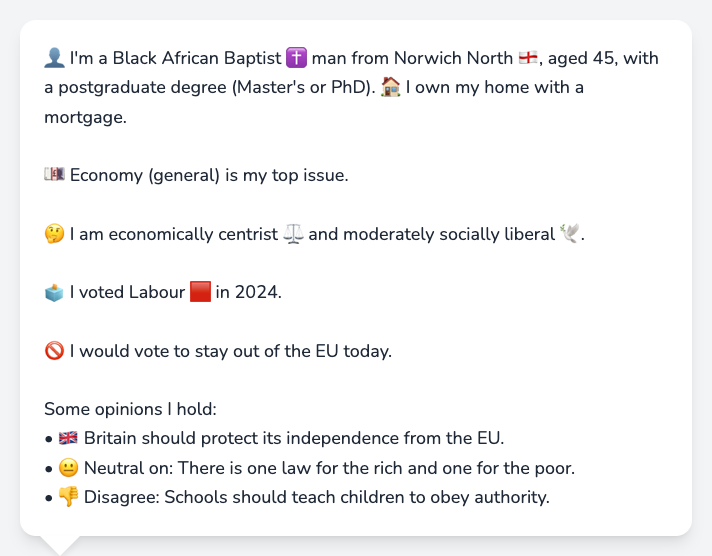 👤 I'm a Black African Baptist ✝️ man from Norwich North 🏴󠁧󠁢󠁥󠁮󠁧󠁿, aged 45, with
a postgraduate degree (Master's or PhD). 🏠 I own my home with a
mortgage.
💷 Economy (general) is my top issue.
🤔 I am economically centrist ⚖️ and moderately socially liberal 🕊️.
🗳️ I voted Labour 🟥 in 2024.
🚫 I would vote to stay out of the EU today.
Some opinions I hold:
• 🇬🇧 Britain should protect its independence from the EU.
• 😐 Neutral on: There is one law for the rich and one for the poor.
• 👎 Disagree: Schools should teach children to obey authority.